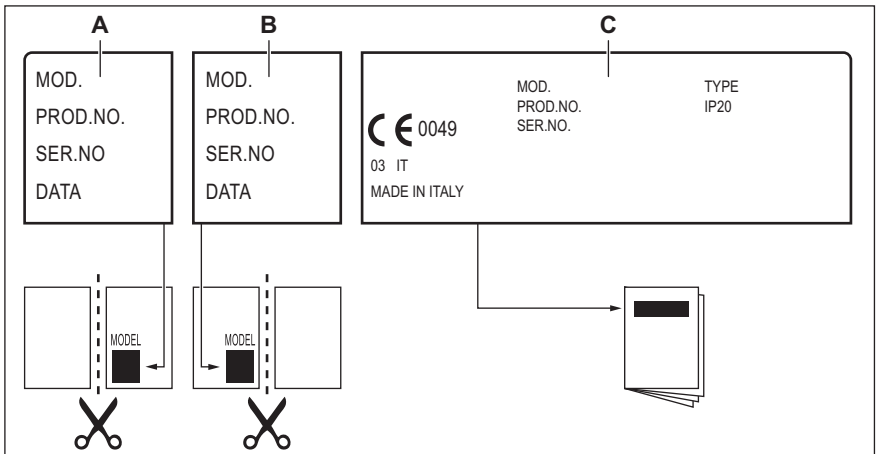 A
B
C
MOD.
PROD.NO.
SER.NO
DATA
MOD.
PROD.NO.
SER.NO
DATA
MOD.
PROD.NO.
SER.NO.
TYPE
IP20
CE 0049
03 IT
MADE IN ITALY
MODEL
MODEL